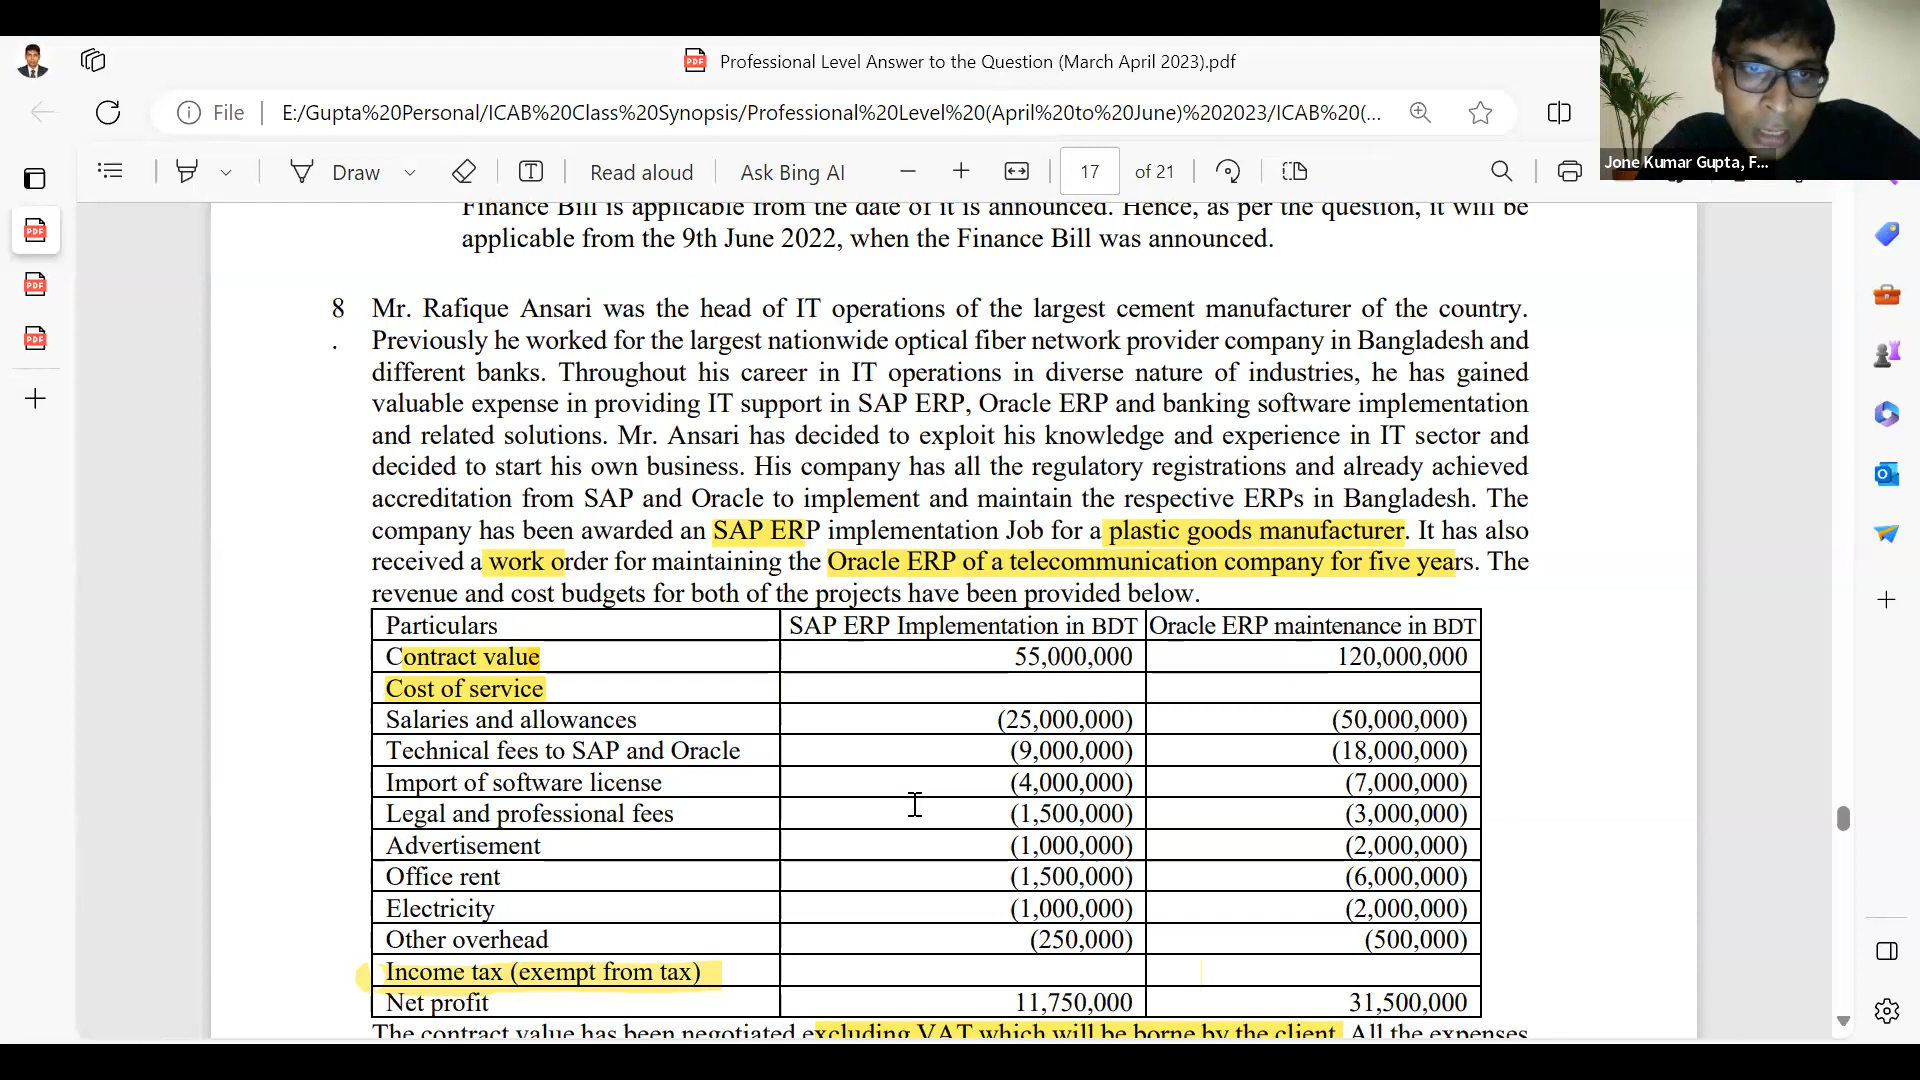 Professional Level Answer to the Question (March April 2023).pdf
File
E:/Gupta%20Personal/ICAB%20Class%20Synopsis/Professional%20Level%20(April%20to%20June)%202023/ICAB%20(...
Jone Kumar Gupta, F...
Draw
Read aloud
Ask Bing AI
17
of 21
Finance Bill is applicable from the date of it is announced. Hence, as per the question, it will be
applicable from the 9th June 2022, when the Finance Bill was announced.
8 Mr. Rafique Ansari was the head of IT operations of the largest cement manufacturer of the country.
. Previously he worked for the largest nationwide optical fiber network provider company in Bangladesh and
different banks. Throughout his career in IT operations in diverse nature of industries, he has gained
valuable expense in providing IT support in SAP ERP, Oracle ERP and banking software implementation
and related solutions. Mr. Ansari has decided to exploit his knowledge and experience in IT sector and
decided to start his own business. His company has all the regulatory registrations and already achieved
accreditation from SAP and Oracle to implement and maintain the respective ERPs in Bangladesh. The
company has been awarded an SAP ERP implementation Job for a plastic goods manufacturer. It has also
received a work order for maintaining the Oracle ERP of a telecommunication company for five years. The
revenue and cost budgets for both of the projects have been provided below.
Particulars SAP ERP Implementation in BDT Oracle ERP maintenance in BDT
Contract value 55,000,000 120,000,000
Cost of service
Salaries and allowances (25,000,000) (50,000,000)
Technical fees to SAP and Oracle (9,000,000) (18,000,000)
Import of software license (4,000,000) (7,000,000)
Legal and professional fees (1,500,000) (3,000,000)
Advertisement (1,000,000) (2,000,000)
Office rent (1,500,000) (6,000,000)
Electricity (1,000,000) (2,000,000)
Other overhead (250,000) (500,000)
Income tax (exempt from tax)
Net profit 11,750,000 31,500,000
The contract value has been negotiated excluding VAT which will be borne by the client. All the expenses
PDF
PDF
PDF
PDF